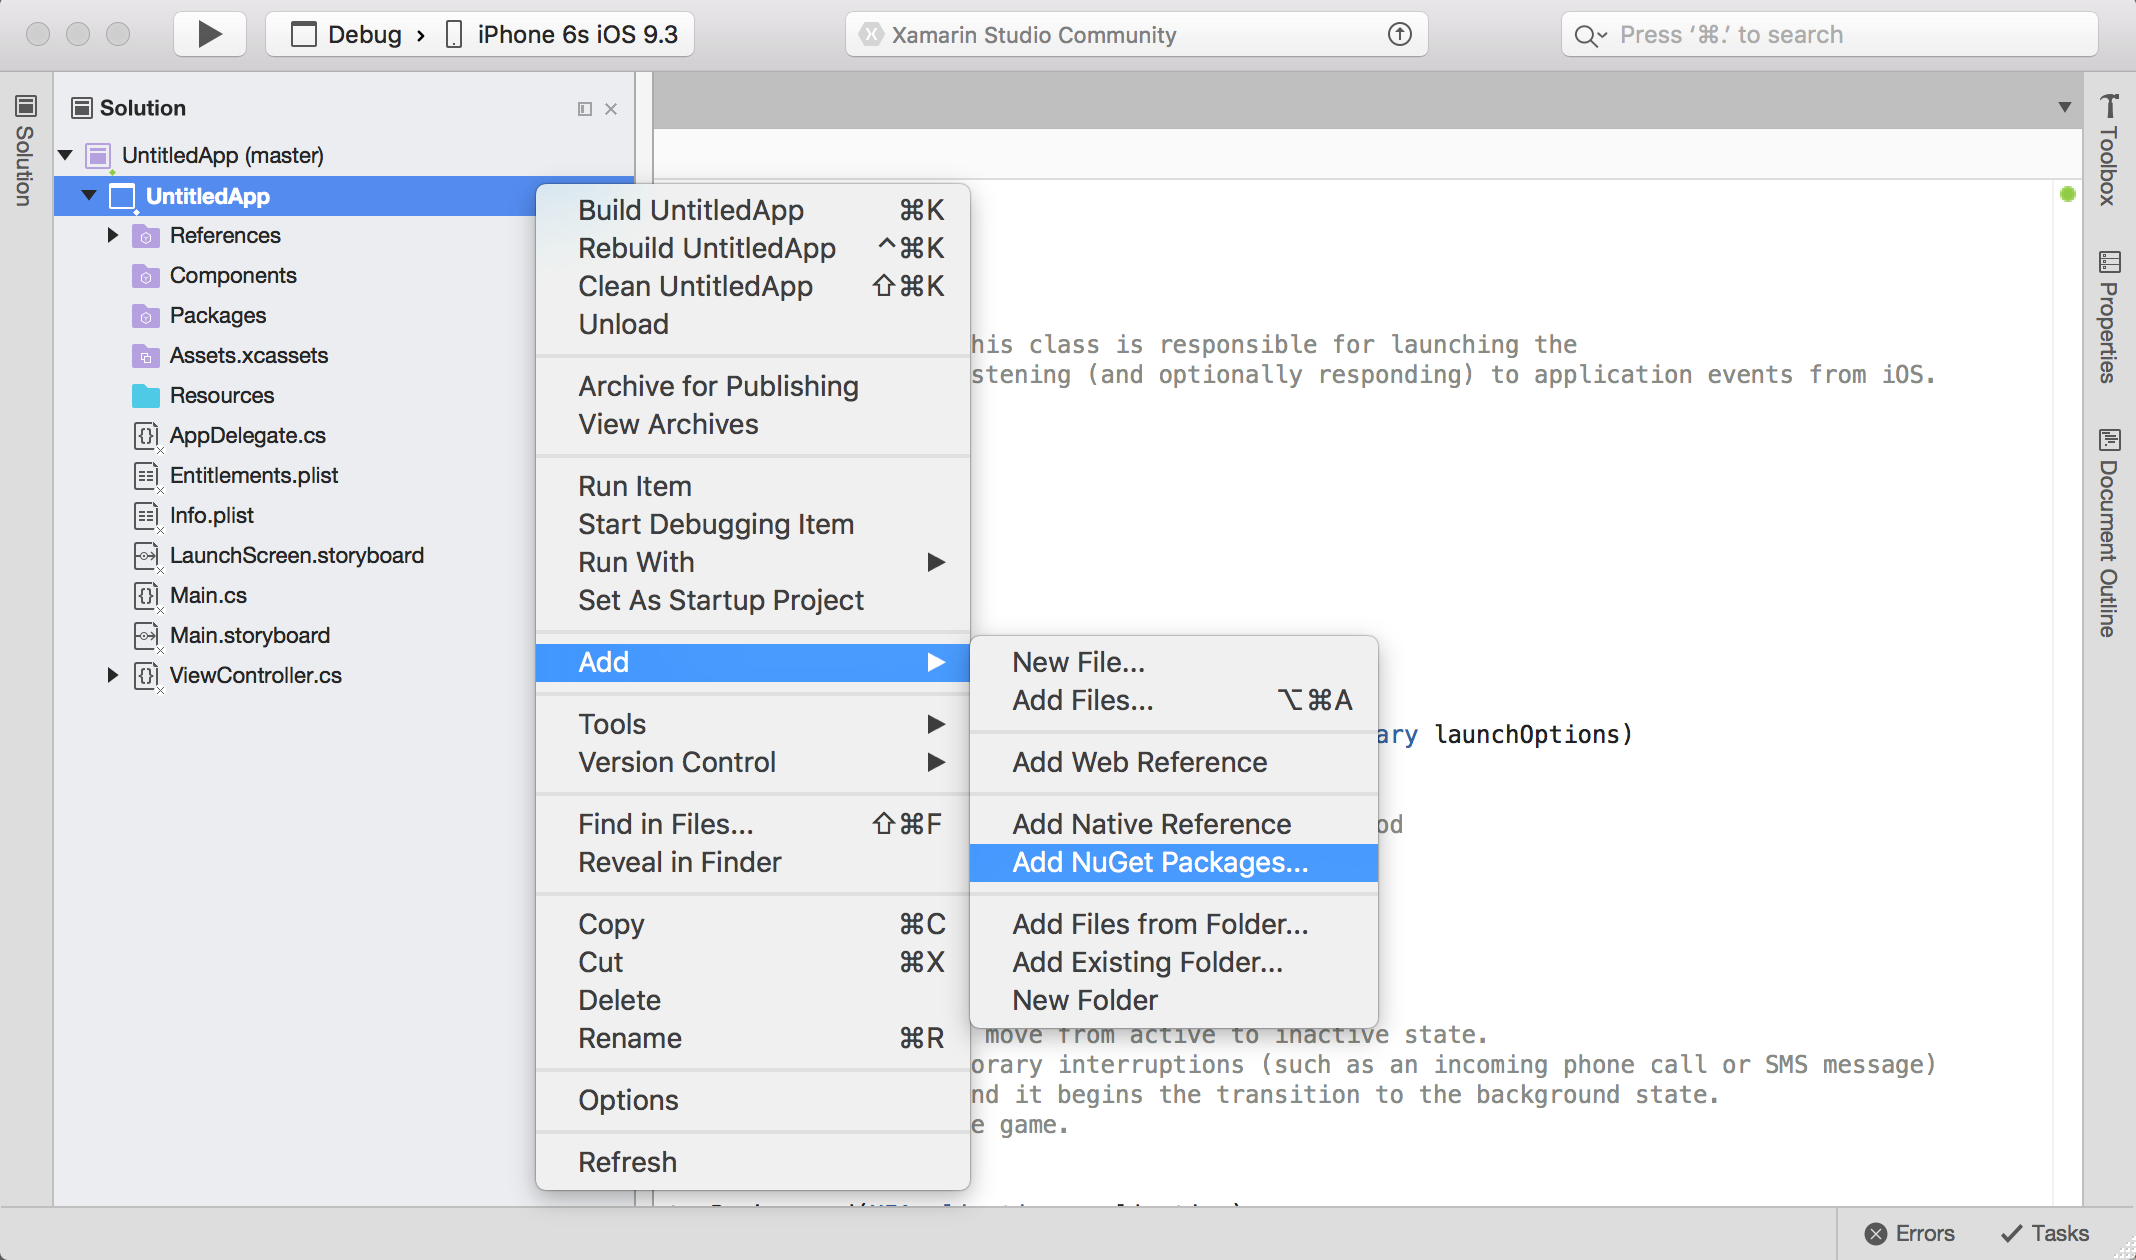 Debug › iPhone 6s iOS 9.3
Xamarin Studio Community
Press ‘⌘.’ to search
Solution
Solution
UntitledApp (master)
UntitledApp
References
Components
Packages
Assets.xcassets
Resources
AppDelegate.cs
Entitlements.plist
Info.plist
LaunchScreen.storyboard
Main.cs
Main.storyboard
ViewController.cs
Build UntitledApp ⌘K
Rebuild UntitledApp ^⌘K
Clean UntitledApp ⇧⌘K
Unload
Archive for Publishing
View Archives
Run Item
Start Debugging Item
Run With
Set As Startup Project
Add
Tools
Version Control
Find in Files... ⇧⌘F
Reveal in Finder
Copy ⌘C
Cut ⌘X
Delete
Rename ⌘R
Options
Refresh
New File...
Add Files... ⌥⌘A
Add Web Reference
Add Native Reference
Add NuGet Packages...
Add Files from Folder...
Add Existing Folder...
New Folder
his class is responsible for launching the
stening (and optionally responding) to application events from iOS.
ary launchOptions)
od
move from active to inactive state.
orary interruptions (such as an incoming phone call or SMS message)
nd it begins the transition to the background state.
e game.
Toolbox
Properties
Document Outline
Errors
Tasks